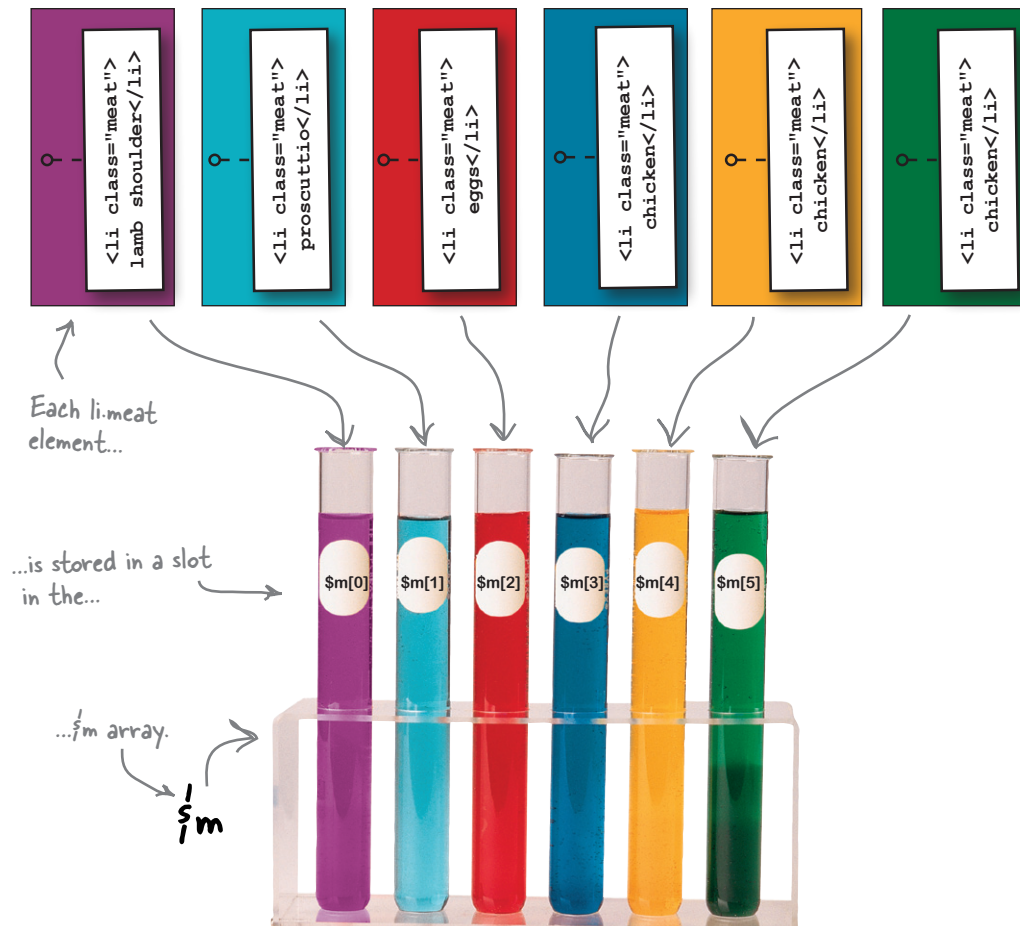 <li class="meat">
lamb shoulder</li>
<li class="meat">
proscuttio</li>
<li class="meat">
eggs</li>
<li class="meat">
chicken</li>
<li class="meat">
chicken</li>
<li class="meat">
chicken</li>
Each li.meat
element...
...is stored in a slot
in the...
$m[0]
$m[1]
$m[2]
$m[3]
$m[4]
$m[5]
...$m array.
$m